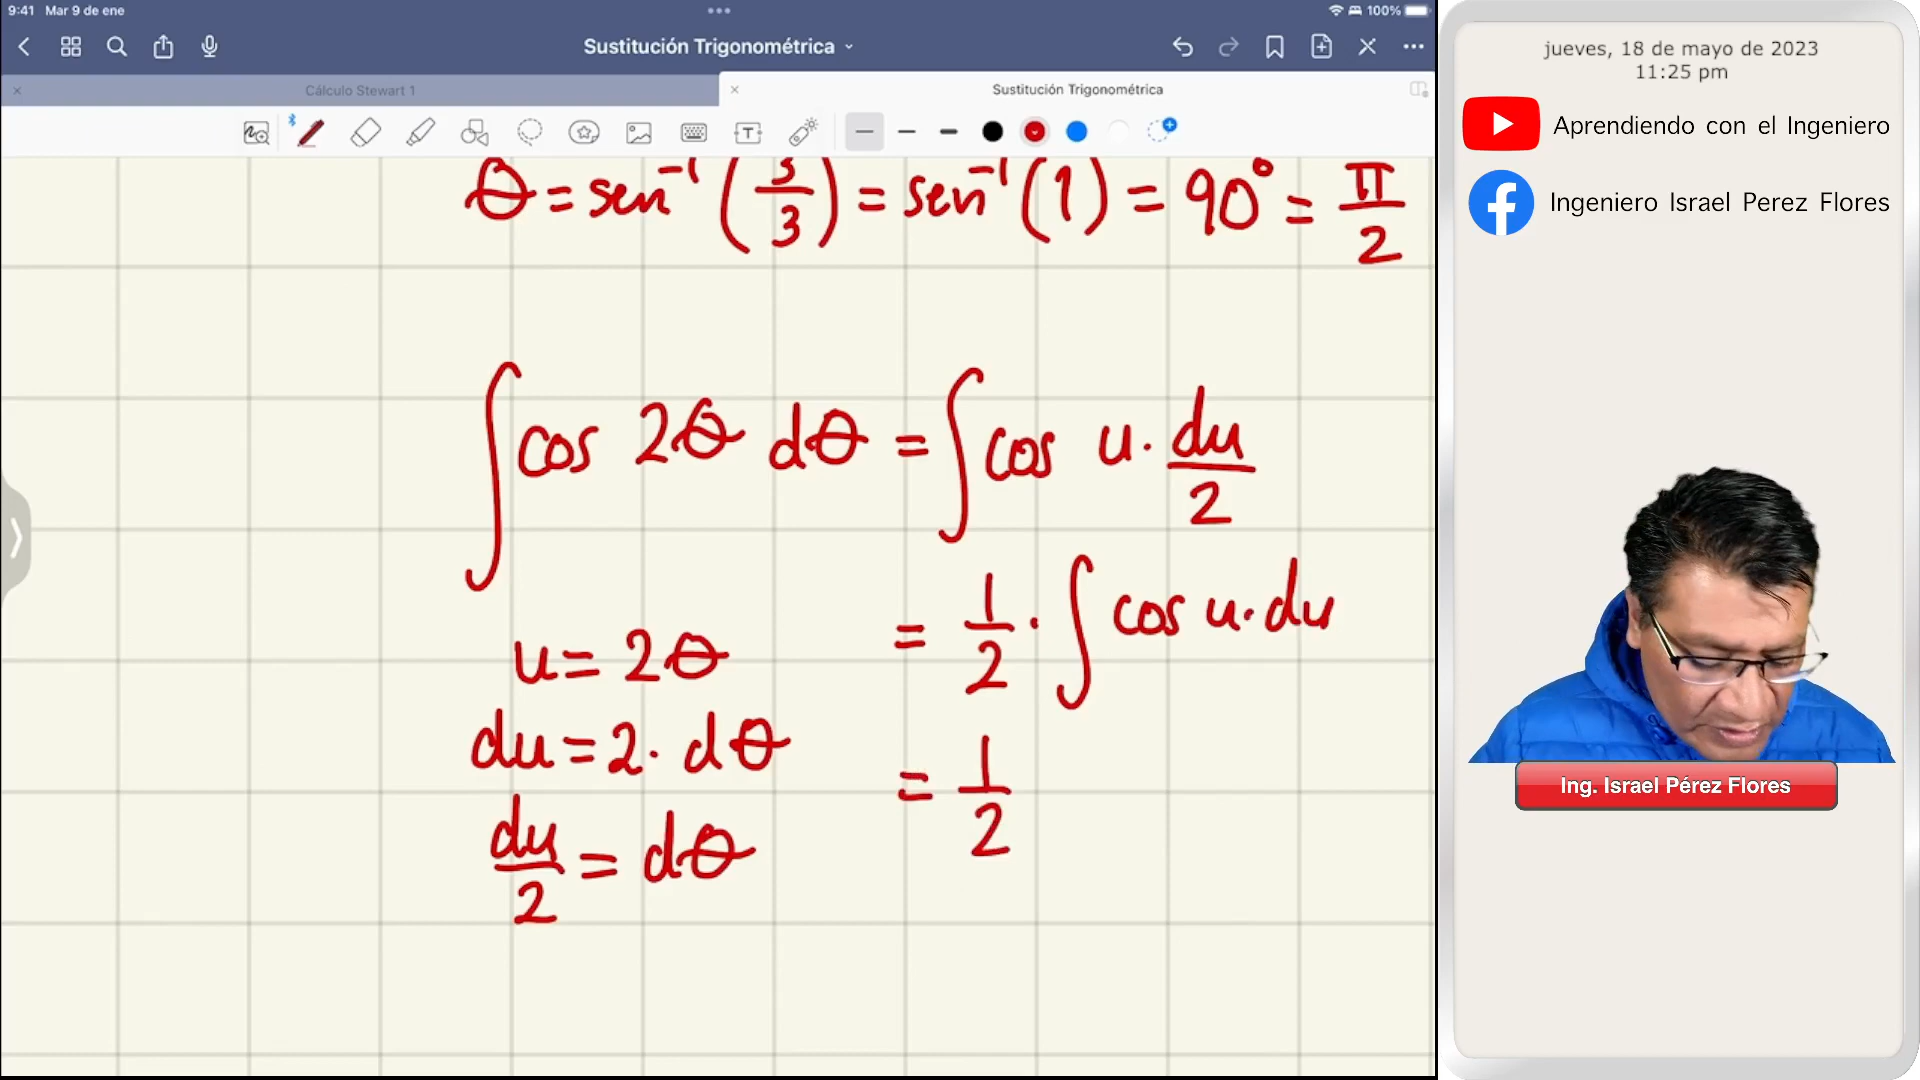 9:41 Mar 9 de ene
100%
Sustitución Trigonométrica
Cálculo Stewart 1
Sustitución Trigonométrica
θ = sen⁻¹ (3/3) = sen⁻¹ (1) = 90° = π/2
∫ cos 2θ dθ = ∫ cos u · du/2
= 1/2 · ∫ cos u · du
u = 2θ
du = 2 · dθ
= 1/2
du/2 = dθ
jueves, 18 de mayo de 2023
11:25 pm
Aprendiendo con el Ingeniero
Ingeniero Israel Perez Flores
Ing. Israel Pérez Flores